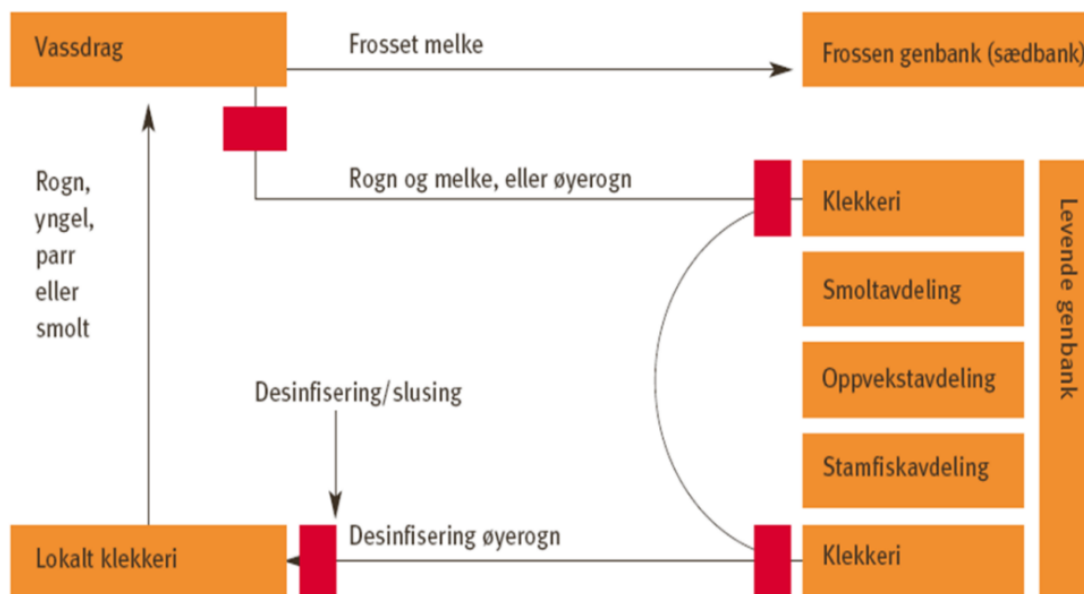 Vassdrag
Frosset melke
Frossen genbank (sædbank)
Rogn,
yngel,
parr
eller
smolt
Rogn og melke, eller øyerogn
Klekkeri
Levende genbank
Smoltavdeling
Oppvekstavdeling
Desinfisering/slusing
Stamfiskavdeling
Desinfisering øyerogn
Lokalt klekkeri
Klekkeri